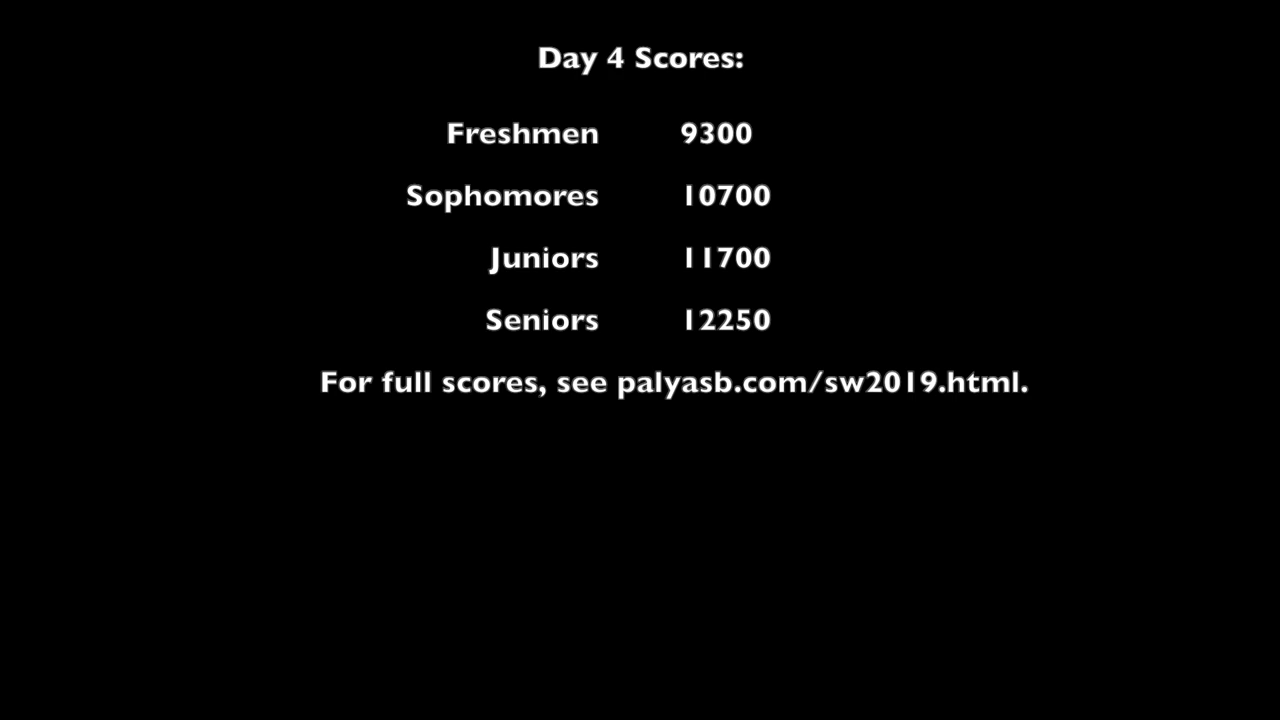 Day 4 Scores:
Freshmen 9300
Sophomores 10700
Juniors 11700
Seniors 12250
For full scores, see palyasb.com/sw2019.html.